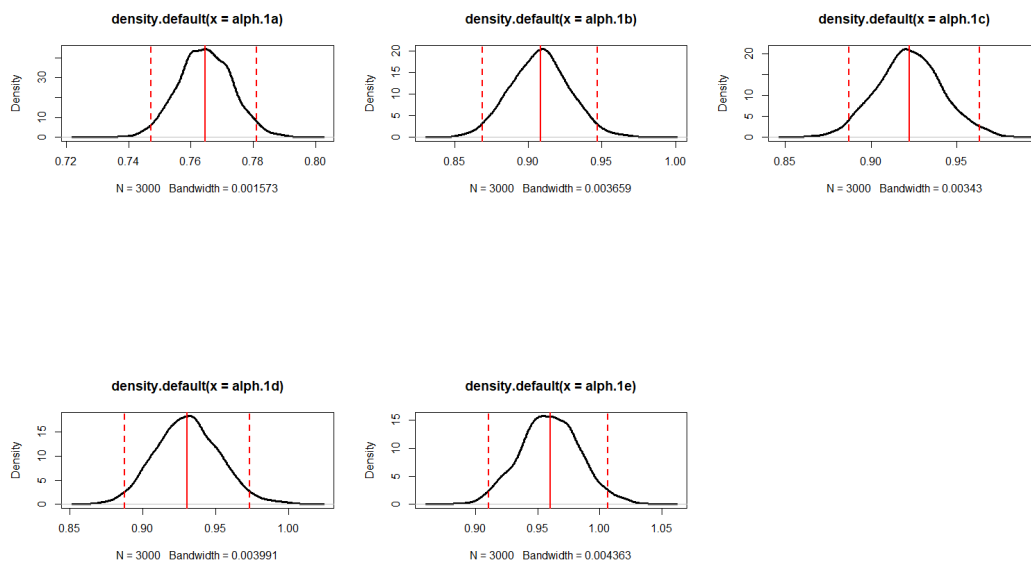 density.default(x = alph.1a)
Density
0 10 30
0.72 0.74 0.76 0.78 0.80
N = 3000 Bandwidth = 0.001573
density.default(x = alph.1b)
Density
0 5 10 15 20
0.85 0.90 0.95 1.00
N = 3000 Bandwidth = 0.003659
density.default(x = alph.1c)
Density
0 5 10 20
0.85 0.90 0.95
N = 3000 Bandwidth = 0.00343
density.default(x = alph.1d)
Density
0 5 10 15
0.85 0.90 0.95 1.00
N = 3000 Bandwidth = 0.003991
density.default(x = alph.1e)
Density
0 5 10 15
0.90 0.95 1.00 1.05
N = 3000 Bandwidth = 0.004363